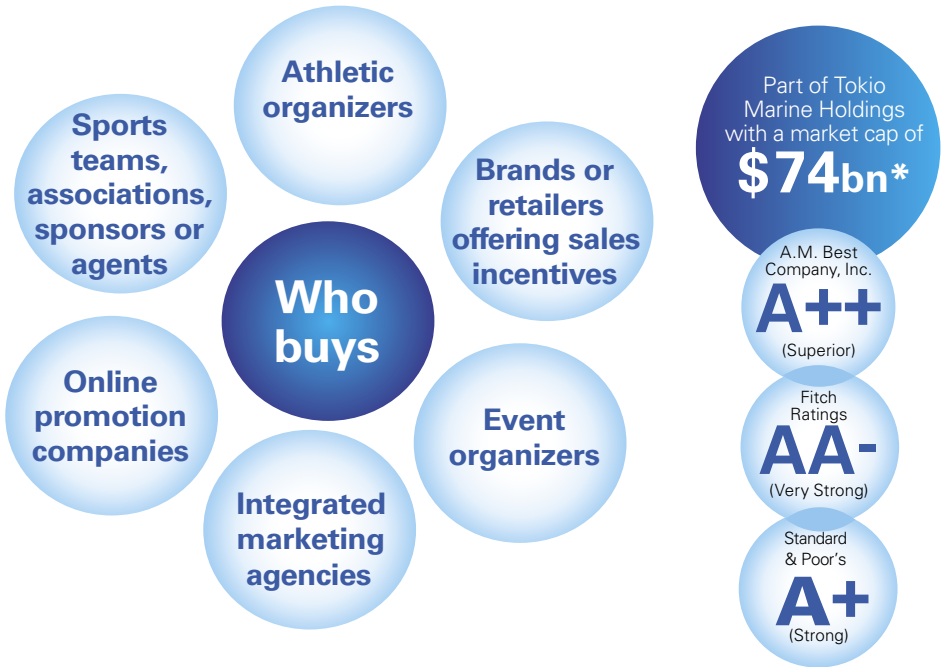 Athletic
organizers
Sports
teams,
associations,
sponsors or
agents
Brands or
retailers
offering sales
incentives
Who
buys
Online
promotion
companies
Event
organizers
Integrated
marketing
agencies
Part of Tokio
Marine Holdings
with a market cap of
$74bn*
A.M. Best
Company, Inc.
A++
(Superior)
Fitch
Ratings
AA-
(Very Strong)
Standard
& Poor's
A+
(Strong)